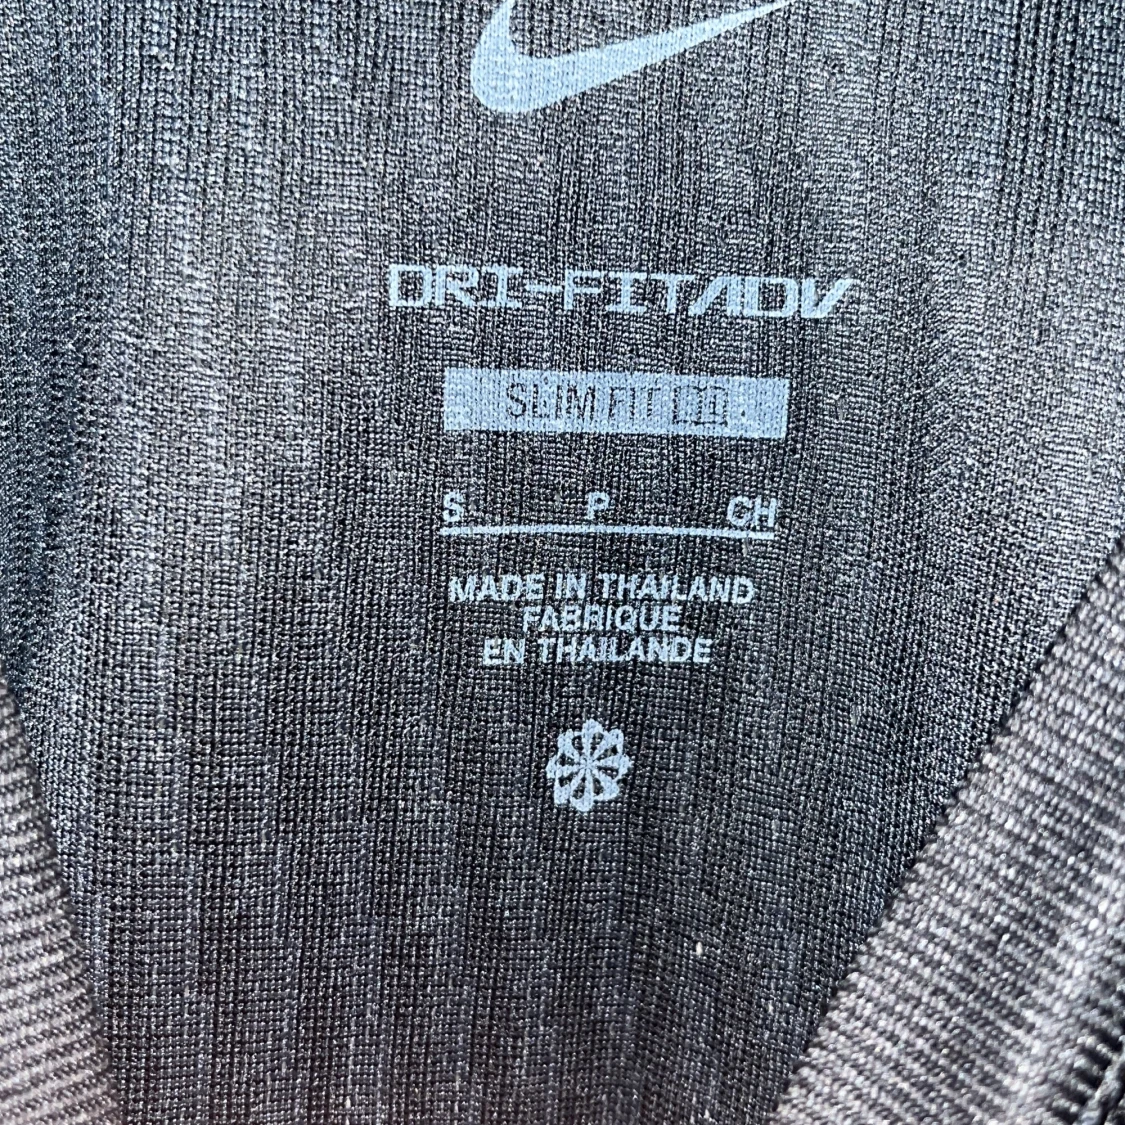 DRI-FIT ADV
SLIM FIT
S P CH
MADE IN THAILAND
FABRIQUE
EN THAILANDE